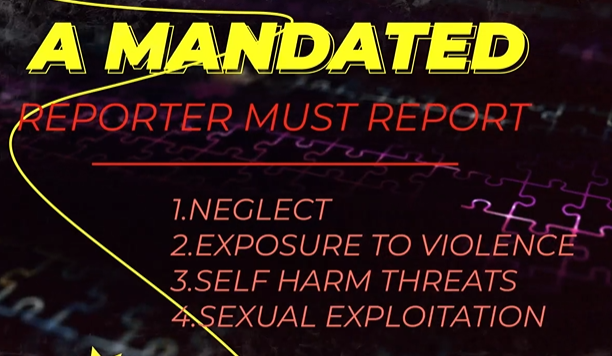 A MANDATED
REPORTER MUST REPORT
1.NEGLECT
2.EXPOSURE TO VIOLENCE
3.SELF HARM THREATS
4.SEXUAL EXPLOITATION